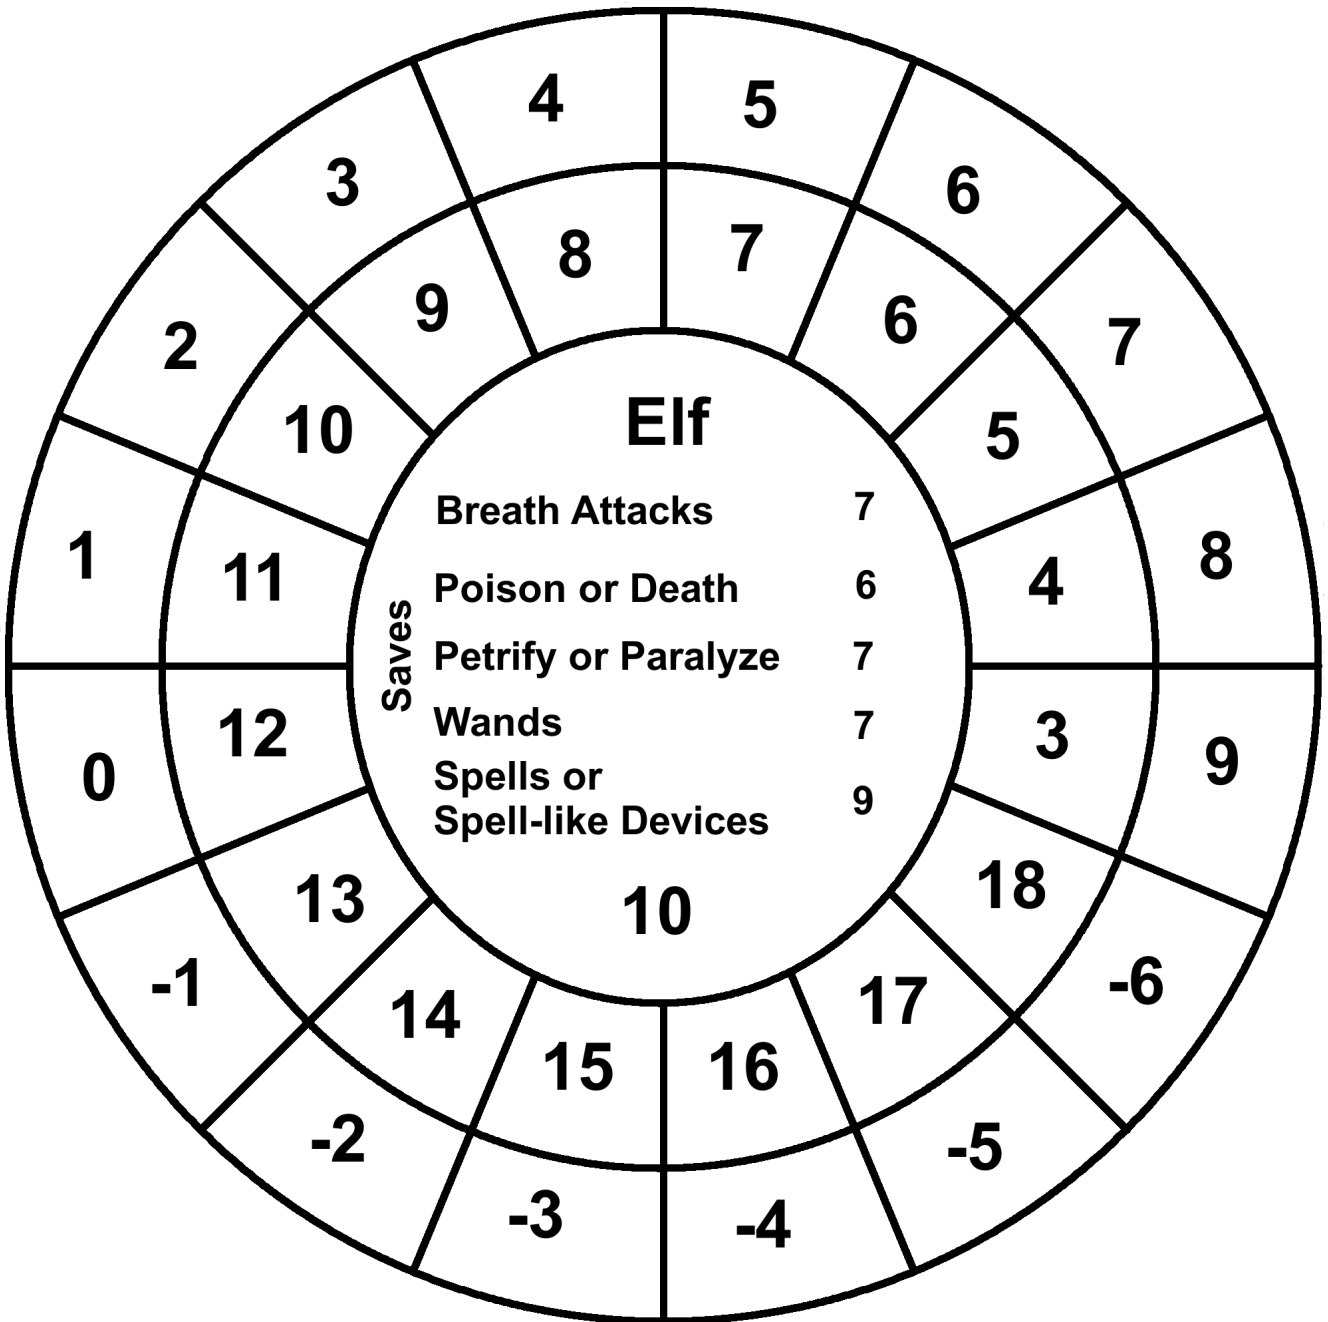 4 5
3 6
2 7
1 8
0 9
-1 -6
-2 -5
-3 -4
8 7
9 6
10 5
11 4
12 3
13 18
14 17
15 16
Elf
Saves
Breath Attacks 7
Poison or Death 6
Petrify or Paralyze 7
Wands 7
Spells or
Spell-like Devices 9
10